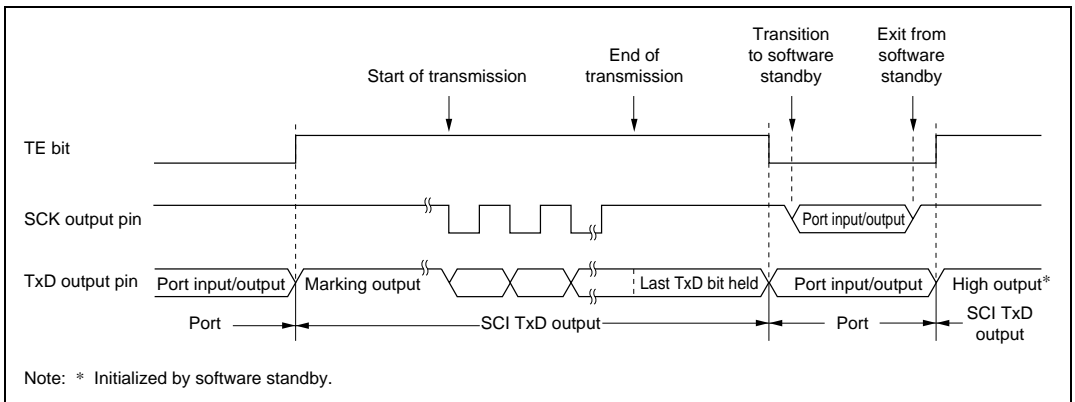 Transition
to software
standby
Exit from
software
standby
End of
transmission
Start of transmission
TE bit
SCK output pin
Port input/output
TxD output pin
Port input/output
Marking output
Last TxD bit held
Port input/output
High output*
Port
SCI TxD output
Port
SCI TxD
output
Note: * Initialized by software standby.